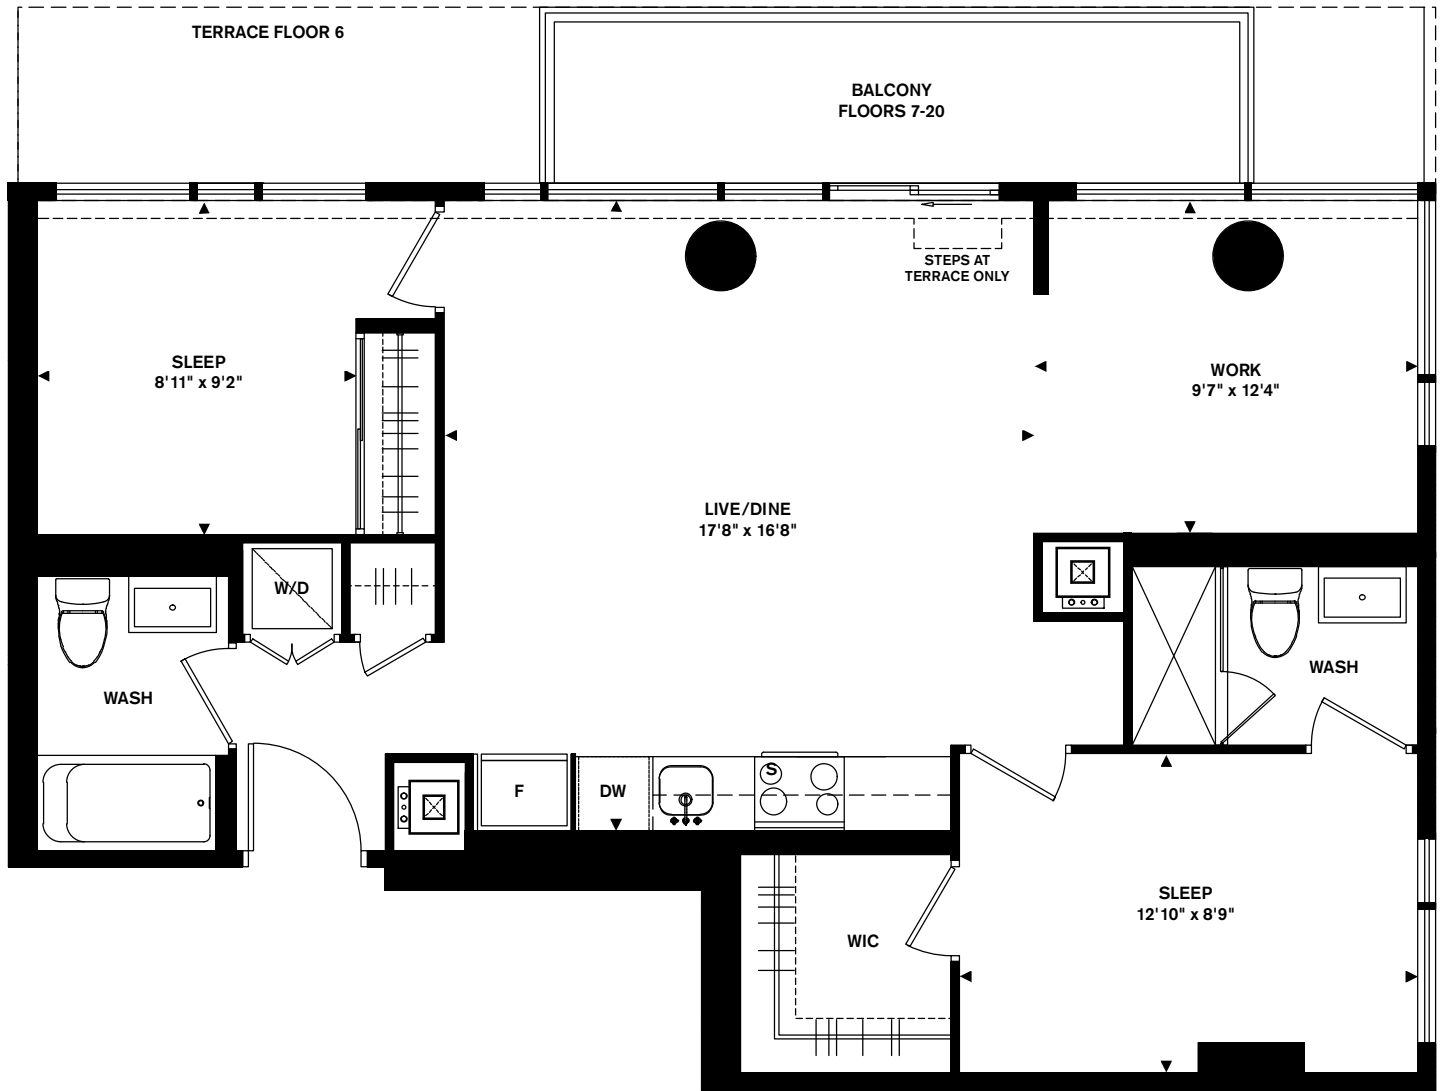 TERRACE FLOOR 6
BALCONY
FLOORS 7-20
STEPS AT
TERRACE ONLY
SLEEP
8'11" x 9'2"
WORK
9'7" x 12'4"
LIVE/DINE
17'8" x 16'8"
W/D
WASH
WASH
F
DW
S
SLEEP
12'10" x 8'9"
WIC